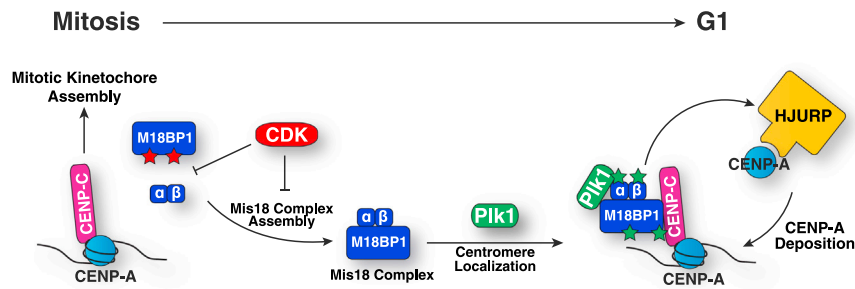 Mitosis
G1
Mitotic Kinetochore
Assembly
M18BP1
CDK
α β
CENP-C
CENP-A
Mis18 Complex
Assembly
α β
M18BP1
Mis18 Complex
Plk1
Centromere
Localization
Plk1
α β
M18BP1
CENP-C
CENP-A
HJURP
CENP-A
CENP-A
Deposition